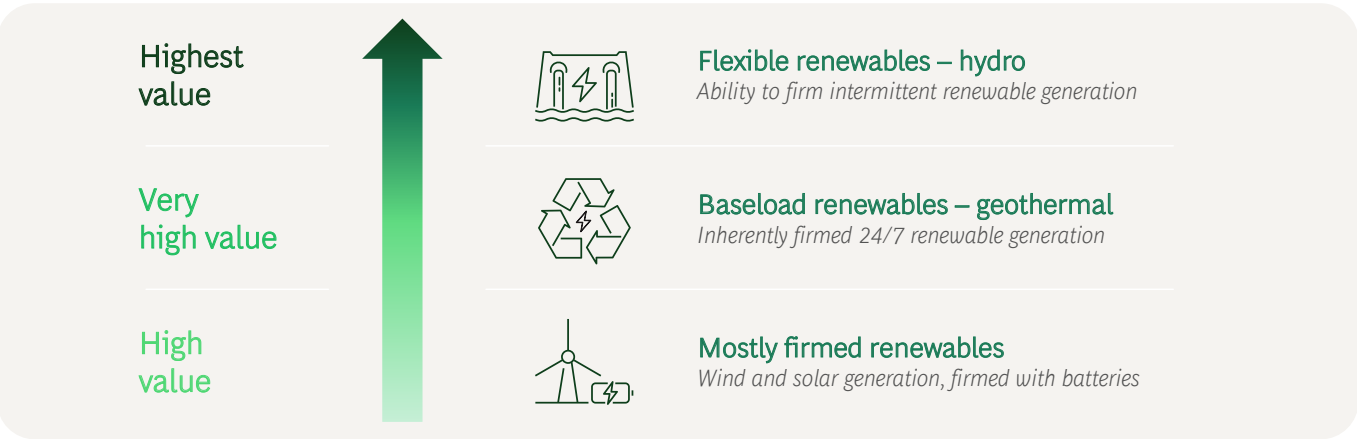 Highest
value
Flexible renewables – hydro
Ability to firm intermittent renewable generation
Very
high value
Baseload renewables – geothermal
Inherently firmed 24/7 renewable generation
High
value
Mostly firmed renewables
Wind and solar generation, firmed with batteries